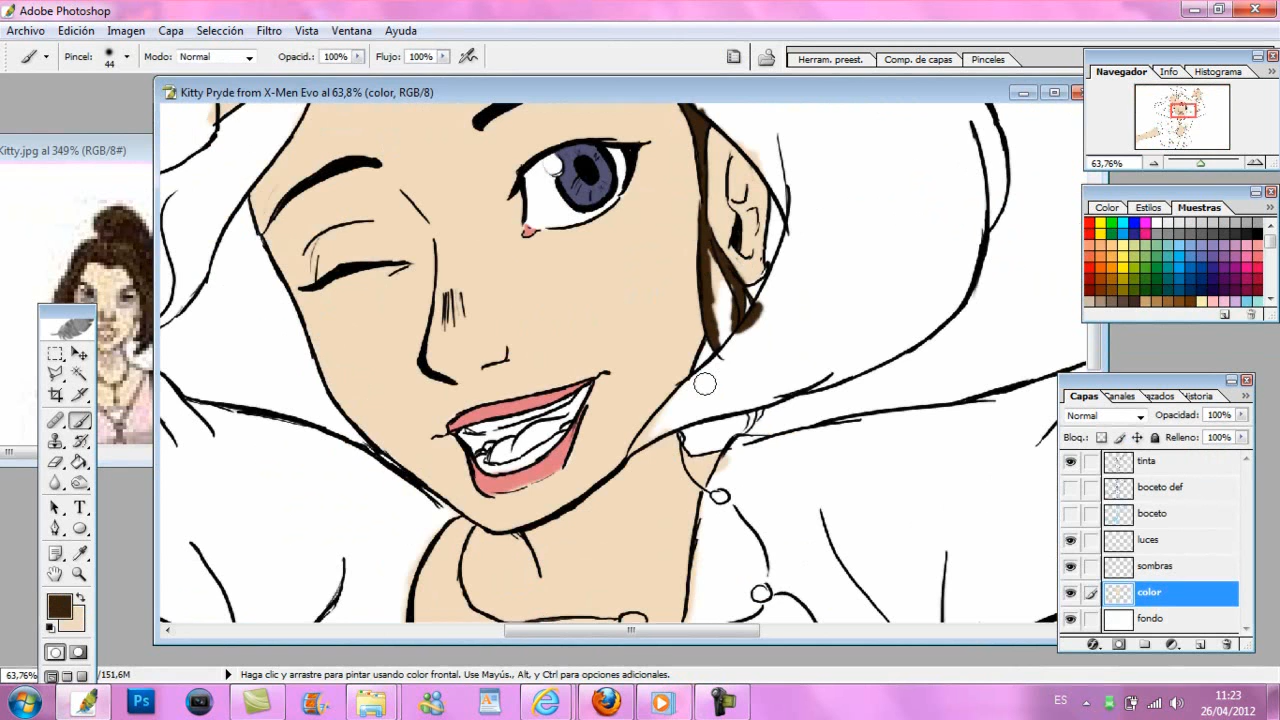 Adobe Photoshop
Archivo Edición Imagen Capa Selección Filtro Vista Ventana Ayuda
Pincel: 44 Modo: Normal Opacid.: 100% Flujo: 100% Herram. preest. Comp. de capas Pinceles
Navegador Info Histograma
63,76%
Kitty Pryde from X-Men Evo al 63,8% (color, RGB/8)
Kitty.jpg al 349% (RGB/8#)
Color Estilos Muestras
Capas Canales Historia
Normal Opacidad: 100%
Bloq.: Relleno: 100%
tinta
boceto def
boceto
luces
sombras
color
fondo
63,76% /151,6M Haga clic y arrastre para pintar usando color frontal. Use Mayús., Alt, y Ctrl para opciones adicionales.
Ps ES 11:23
26/04/2012